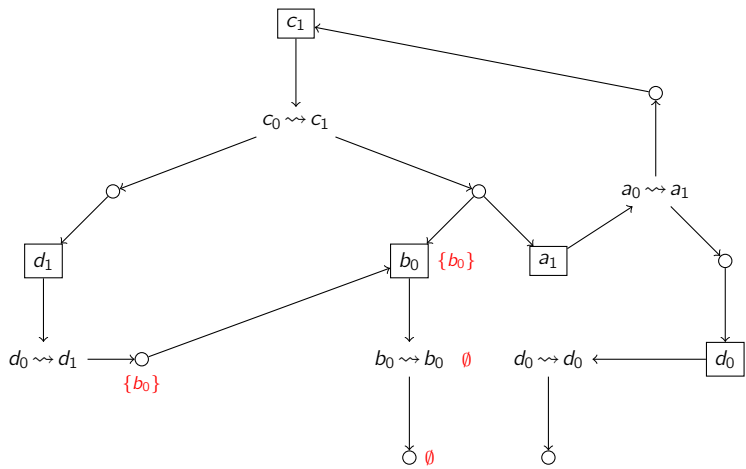 c₁
c₀ ⇝ c₁
a₀ ⇝ a₁
d₁
b₀ {b₀}
a₁
d₀ ⇝ d₁
{b₀}
b₀ ⇝ b₀ ∅
d₀ ⇝ d₀
d₀
∅